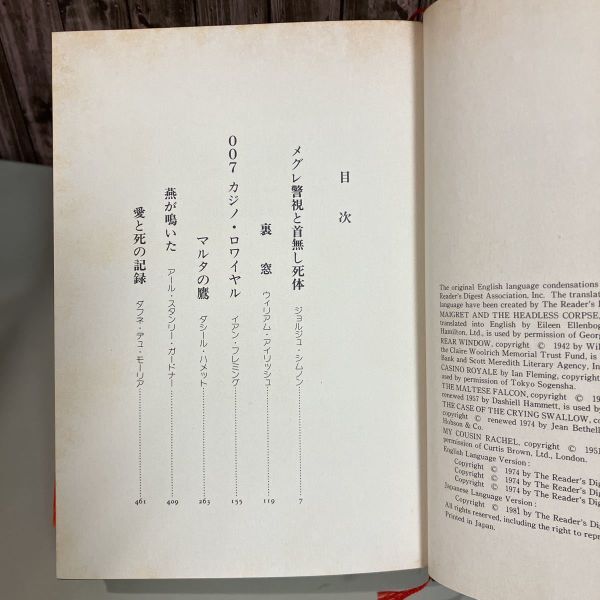 目次
メグレ警視と首無し死体 ジョルジュ・シムノン 7
裏窓 ウィリアム・アイリッシュ 119
007 カジノ・ロワイヤル イアン・フレミング 155
マルタの鷹 ダシール・ハメット 263
燕が鳴いた アール・スタンリー・ガードナー 409
愛と死の記録 ダフネ・デュ・モーリア 461
The original English language condensations
Reader's Digest Association, Inc. The translat
have been created by The Reader's
MAIGRET AND THE HEADLESS CORPSE,
translated into English by Eileen Ellenbog
Hamilton, Ltd., is used by permission of Georg
REAR WINDOW, copyright © 1942 by Wil
the Claire Woolrich Memorial Trust Fund, is
Bank and Scott Meredith Literary Agency, In
CASINO ROYALE by Ian Fleming, copyright
used by permission of Tokyo Sogensha.
THE MALTESE FALCON, copyright © 19
renewed 1957 by Dashiell Hammett, is used by
THE CASE OF THE CRYING SWALLOW, co
copyright © renewed 1974 by Jean Bethell
Hobson & Co.
MY COUSIN RACHEL, copyright © 1951
permission of Curtis Brown, Ltd., London.
English Language Version:
Copyright © 1974 by The Reader's Dig
Copyright © 1974 by The Reader's Dig
Copyright © 1974 by The Reader's Dig
Japanese Language Version:
Copyright © 1981 by The Reader's Dig
All rights reserved, including the right to repr
Printed in Japan.